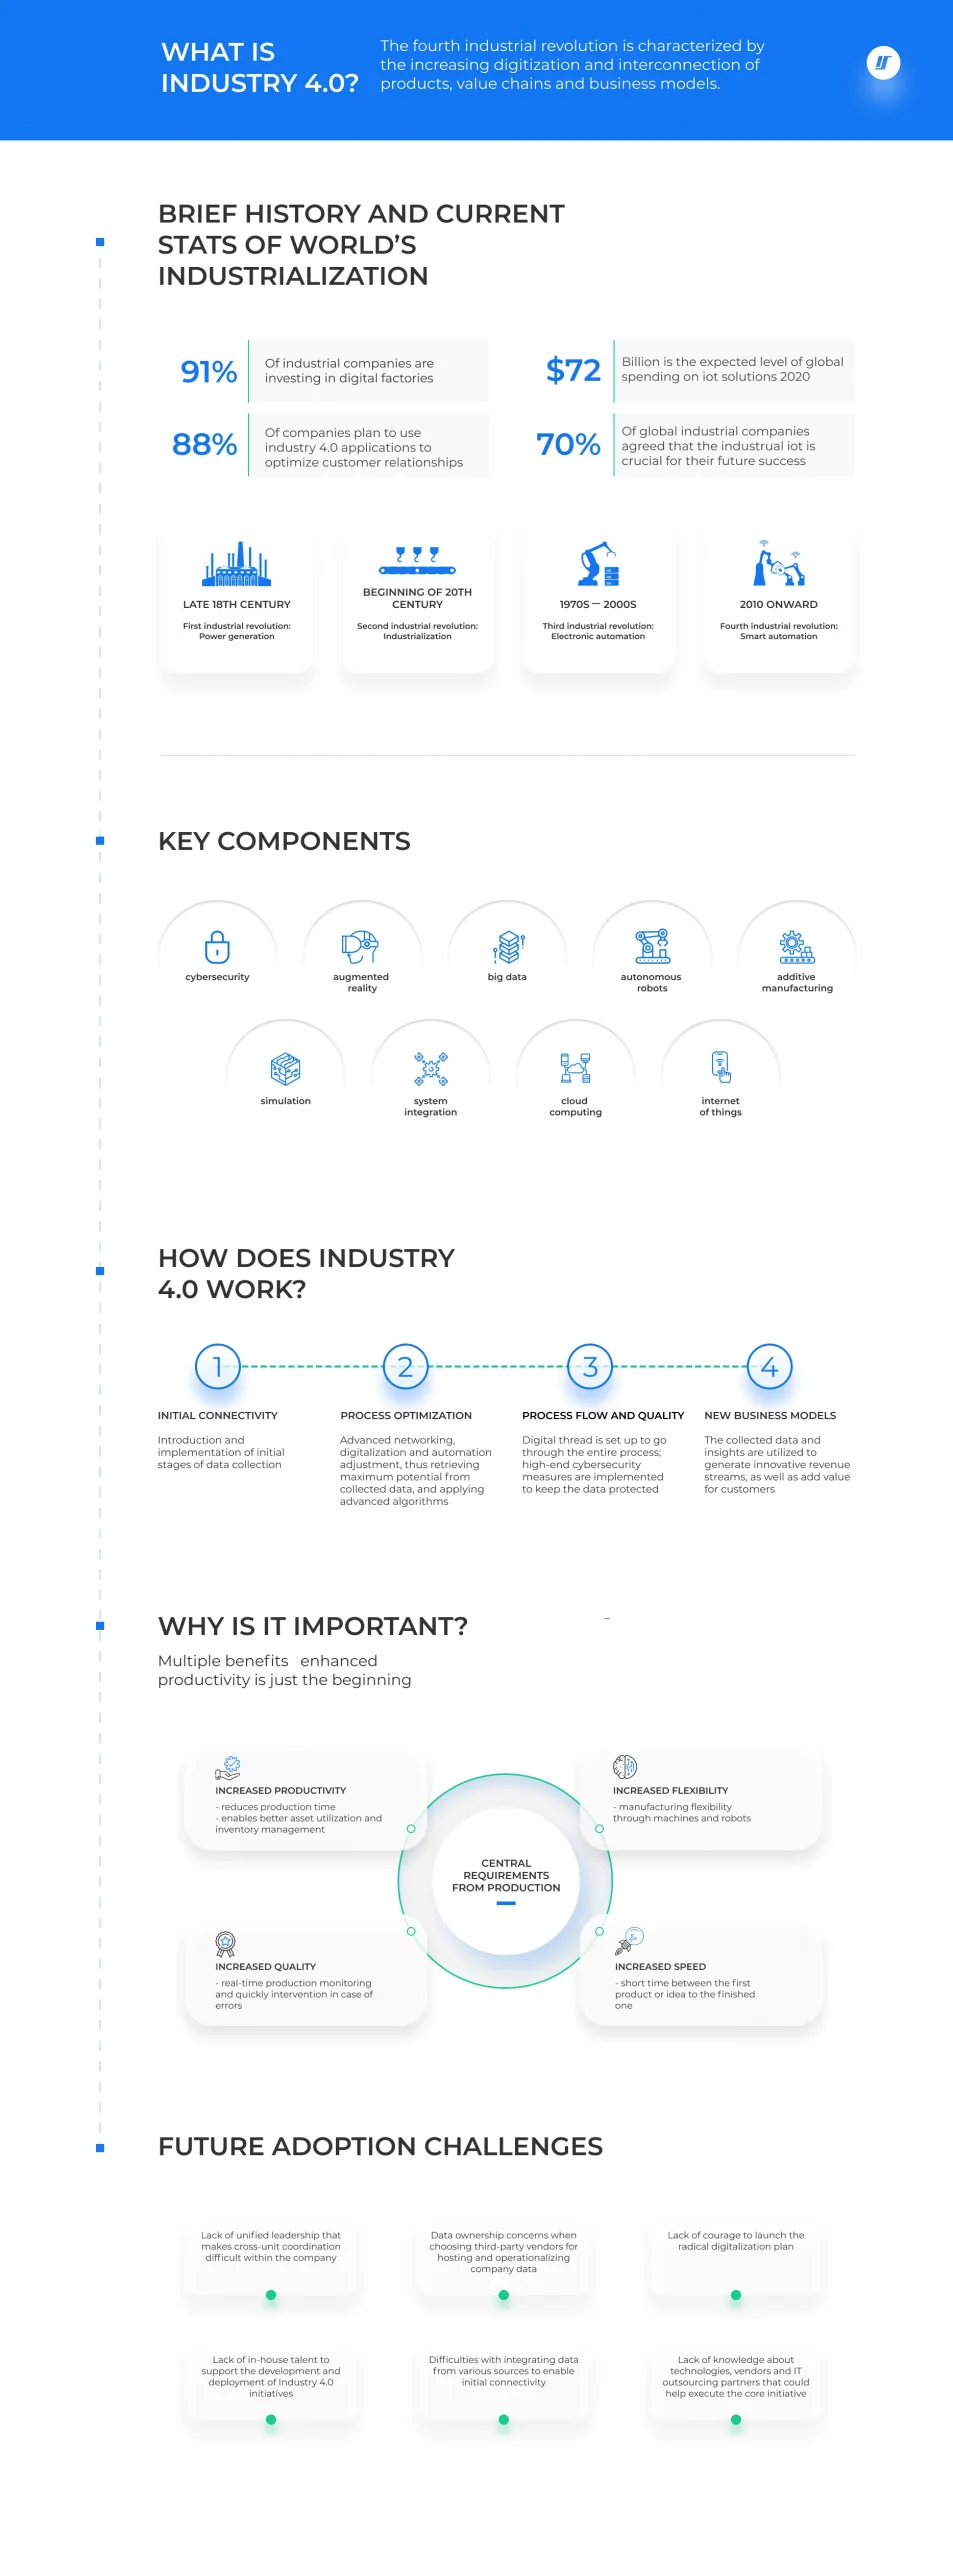 WHAT IS
INDUSTRY 4.0?
The fourth industrial revolution is characterized by
the increasing digitization and interconnection of
products, value chains and business models.
BRIEF HISTORY AND CURRENT
STATS OF WORLD'S
INDUSTRIALIZATION
91%
Of industrial companies are
investing in digital factories
$72
Billion is the expected level of global
spending on iot solutions 2020
88%
Of companies plan to use
industry 4.0 applications to
optimize customer relationships
70%
Of global industrial companies
agreed that the industrual iot is
crucial for their future success
LATE 18TH CENTURY
First industrial revolution:
Power generation
BEGINNING OF 20TH
CENTURY
Second industrial revolution:
Industrialization
1970S — 2000S
Third industrial revolution:
Electronic automation
2010 ONWARD
Fourth industrial revolution:
Smart automation
KEY COMPONENTS
cybersecurity
augmented
reality
big data
autonomous
robots
additive
manufacturing
simulation
system
integration
cloud
computing
internet
of things
HOW DOES INDUSTRY
4.0 WORK?
1
2
3
4
INITIAL CONNECTIVITY
Introduction and
implementation of initial
stages of data collection
PROCESS OPTIMIZATION
Advanced networking,
digitalization and automation
adjustment, thus retrieving
maximum potential from
collected data, and applying
advanced algorithms
PROCESS FLOW AND QUALITY
Digital thread is set up to go
through the entire process;
high-end cybersecurity
measures are implemented
to keep the data protected
NEW BUSINESS MODELS
The collected data and
insights are utilized to
generate innovative revenue
streams, as well as add value
for customers
WHY IS IT IMPORTANT?
–
Multiple benefits enhanced
productivity is just the beginning
INCREASED PRODUCTIVITY
- reduces production time
- enables better asset utilization and
inventory management
INCREASED FLEXIBILITY
- manufacturing flexibility
through machines and robots
CENTRAL
REQUIREMENTS
FROM PRODUCTION
INCREASED QUALITY
- real-time production monitoring
and quickly intervention in case of
errors
INCREASED SPEED
- short time between the first
product or idea to the finished
one
FUTURE ADOPTION CHALLENGES
Lack of unified leadership that
makes cross-unit coordination
difficult within the company
Data ownership concerns when
choosing third-party vendors for
hosting and operationalizing
company data
Lack of courage to launch the
radical digitalization plan
Lack of in-house talent to
support the development and
deployment of Industry 4.0
initiatives
Difficulties with integrating data
from various sources to enable
initial connectivity
Lack of knowledge about
technologies, vendors and IT
outsourcing partners that could
help execute the core initiative